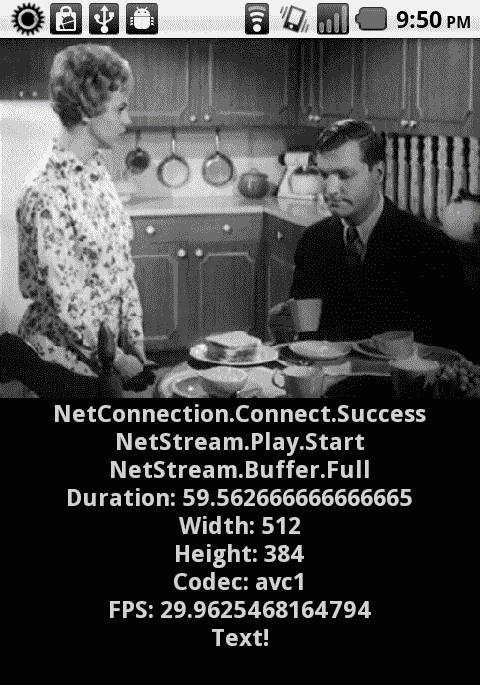 9:50 PM
NetConnection.Connect.Success
NetStream.Play.Start
NetStream.Buffer.Full
Duration: 59.562666666666665
Width: 512
Height: 384
Codec: avc1
FPS: 29.9625468164794
Text!